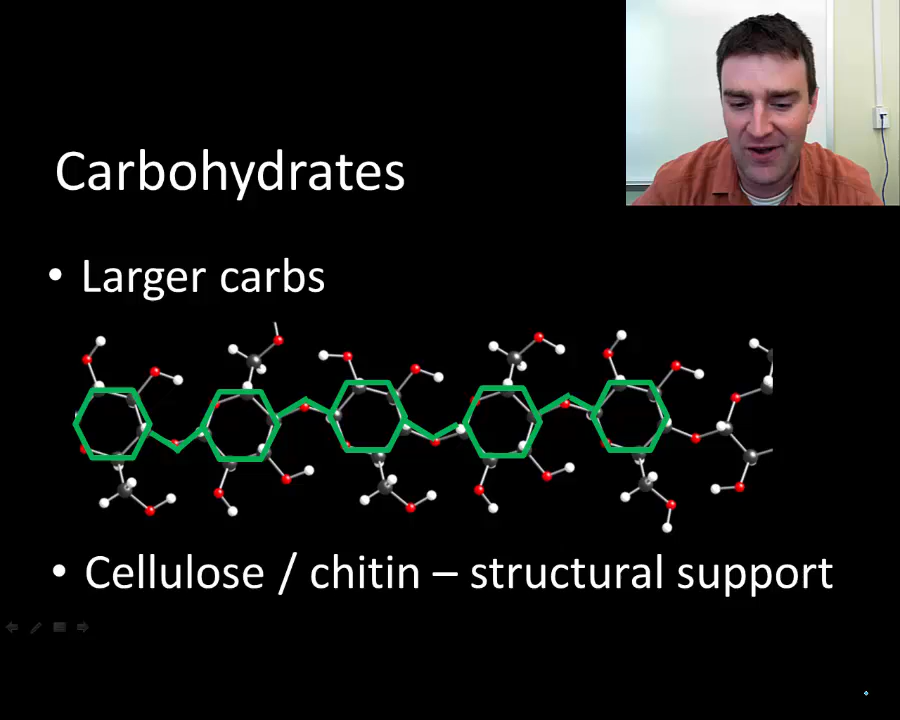 Carbohydrates
• Larger carbs
• Cellulose / chitin – structural support